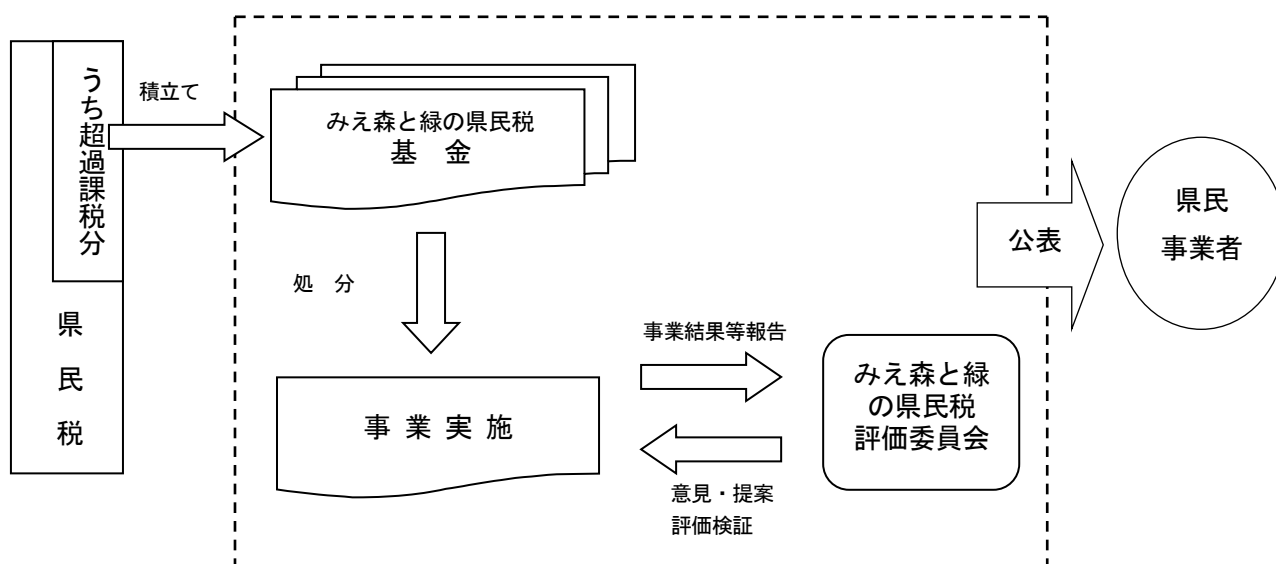 うち超過課税分
県民税
積立て
みえ森と緑の県民税
基　金
処　分
事 業 実 施
事業結果等報告
意見・提案
評価検証
みえ森と緑
の県民税
評価委員会
公表
県民
事業者